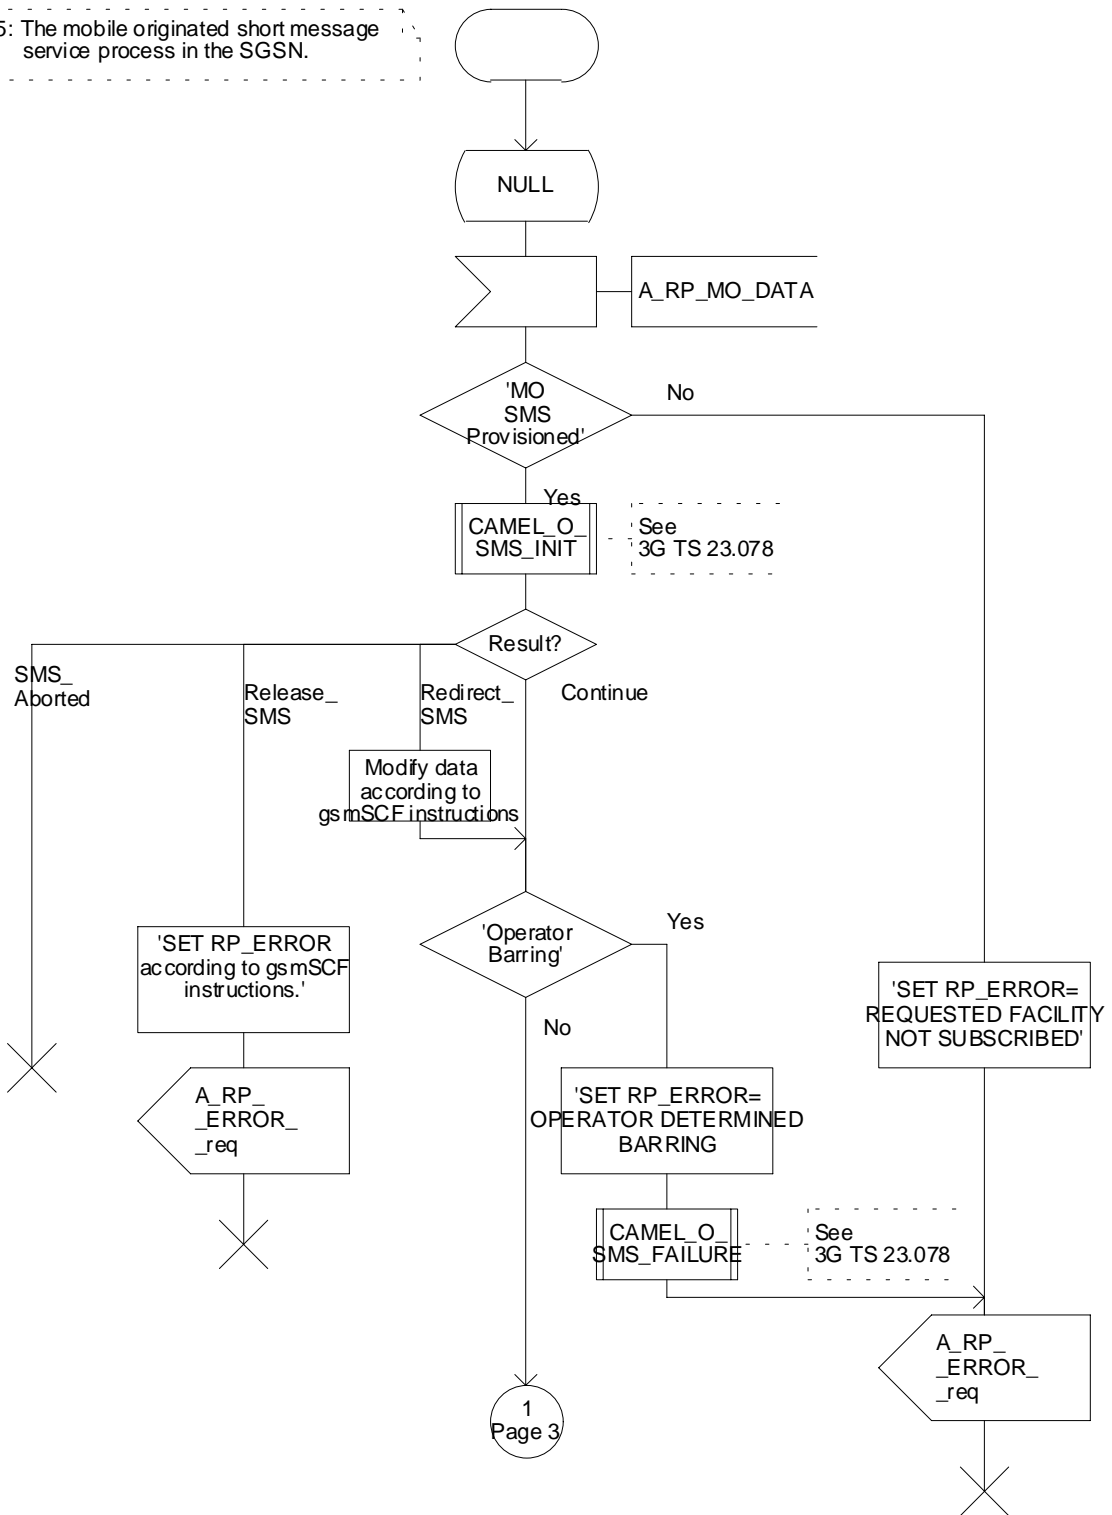 5: The mobile originated short message
service process in the SGSN.
NULL
A_RP_MO_DATA
'MO
SMS
Provisioned'
No
Yes
CAMEL_O_
SMS_INIT
See
3G TS 23.078
Result?
SMS_
Aborted
Release_
SMS
Redirect_
SMS
Continue
Modify data
according to
gsmSCF instructions
'Operator
Barring'
Yes
No
'SET RP_ERROR
according to gsmSCF
instructions.'
'SET RP_ERROR=
REQUESTED FACILITY
NOT SUBSCRIBED'
A_RP_
_ERROR_
_req
'SET RP_ERROR=
OPERATOR DETERMINED
BARRING
CAMEL_O_
SMS_FAILURE
See
3G TS 23.078
A_RP_
_ERROR_
_req
1
Page 3